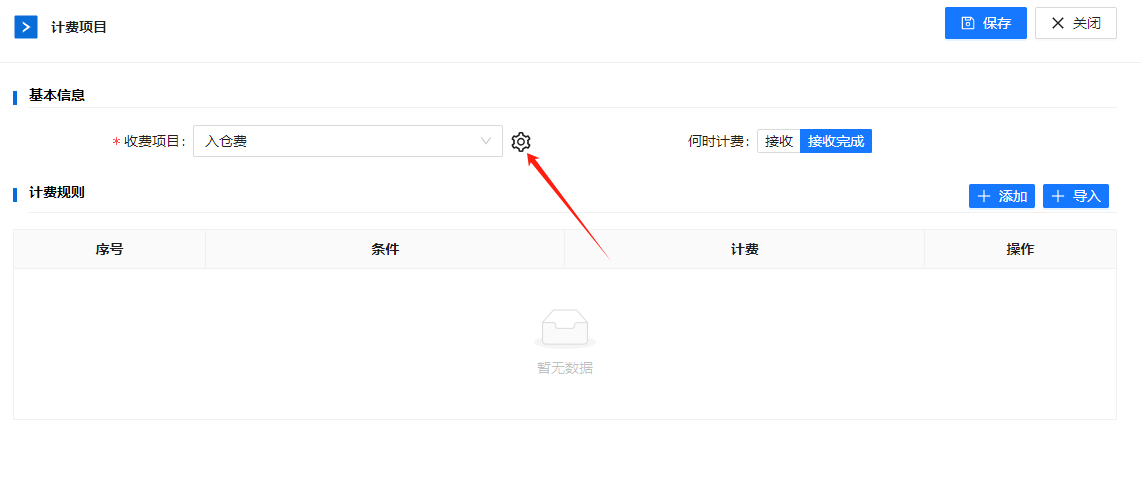 计费项目
保存
关闭
基本信息
* 收费项目: 入仓费
何时计费: 接收 接收完成
计费规则
添加
导入
序号 条件 计费 操作
暂无数据